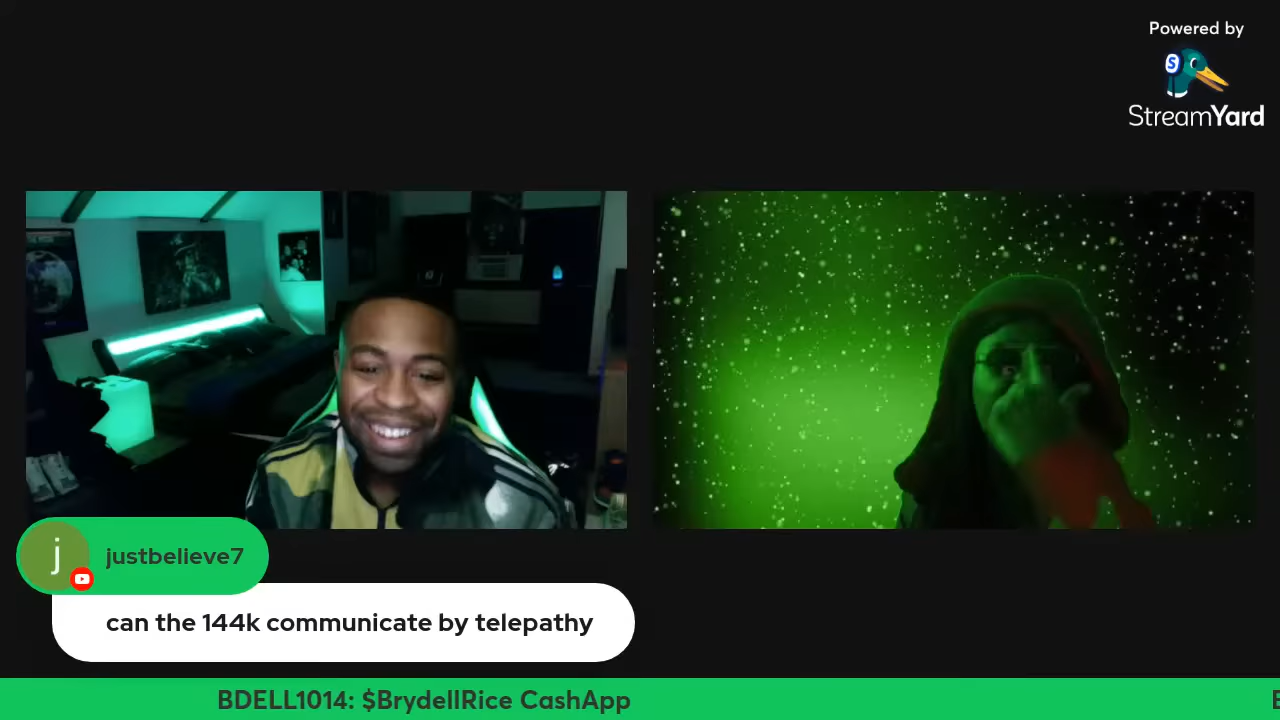 Powered by
S
StreamYard
j
justbelieve7
can the 144k communicate by telepathy
BDELL1014: $BrydellRice CashApp